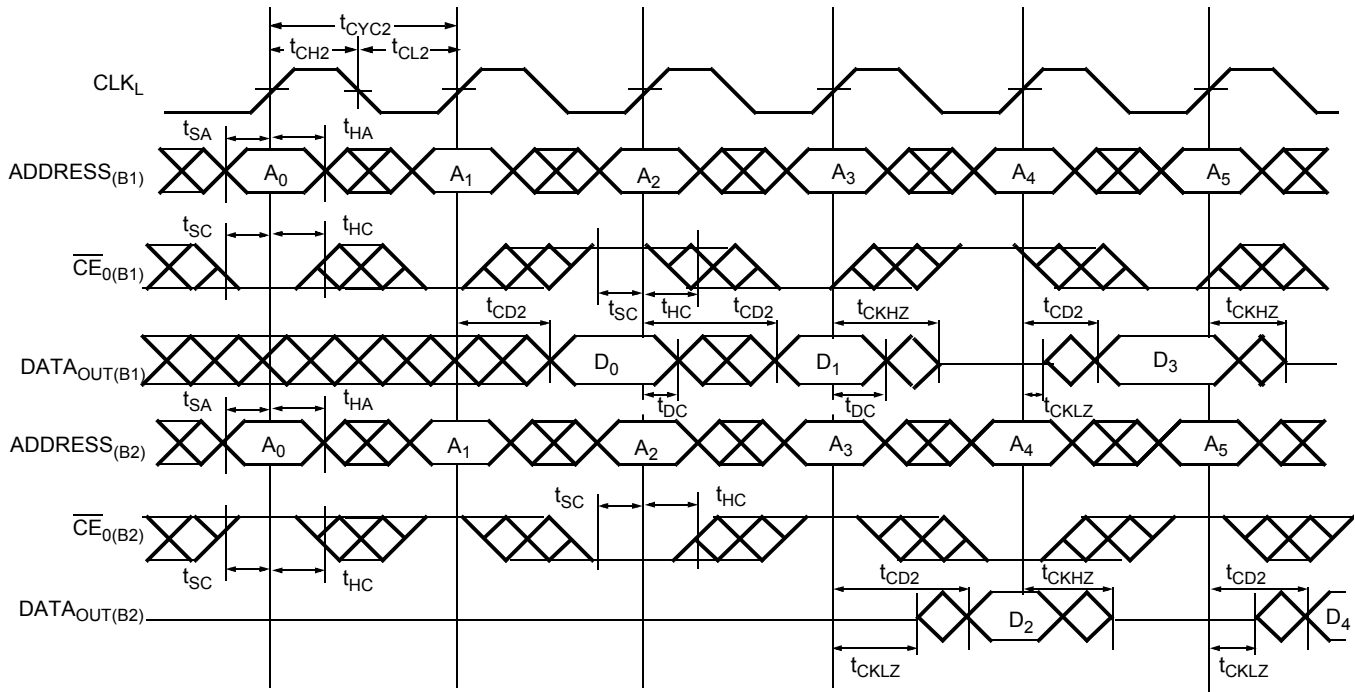 tCYC2
tCH2 tCL2
CLKL
tSA tHA
ADDRESS(B1) A0 A1 A2 A3 A4 A5
tSC tHC
CE0(B1)
tCD2 tSC tHC tCD2 tCKHZ tCD2 tCKHZ
DATAOUT(B1) D0 D1 D3
tSA tHA tDC tDC tCKLZ
ADDRESS(B2) A0 A1 A2 A3 A4 A5
tSC tHC
CE0(B2)
tSC tHC tCD2 tCKHZ tCD2
DATAOUT(B2) D2 D4
tCKLZ tCKLZ